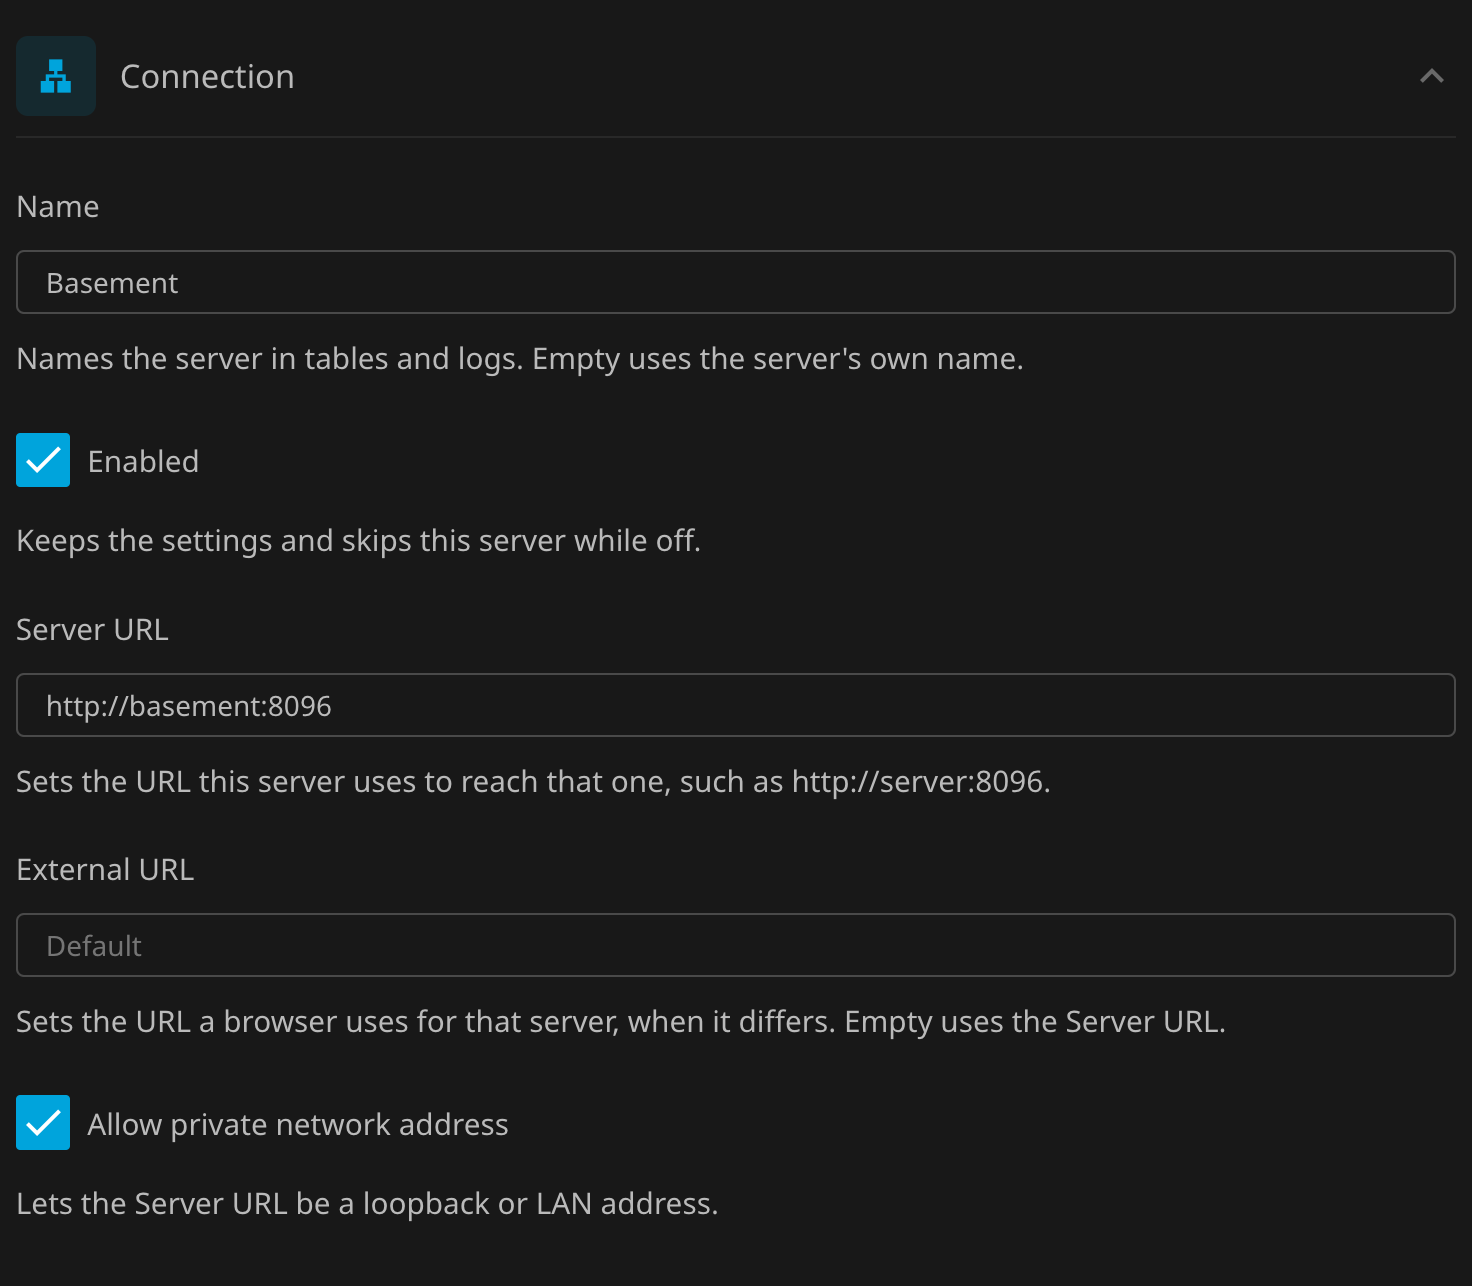 Connection
Name
Basement
Names the server in tables and logs. Empty uses the server's own name.
Enabled
Keeps the settings and skips this server while off.
Server URL
http://basement:8096
Sets the URL this server uses to reach that one, such as http://server:8096.
External URL
Default
Sets the URL a browser uses for that server, when it differs. Empty uses the Server URL.
Allow private network address
Lets the Server URL be a loopback or LAN address.